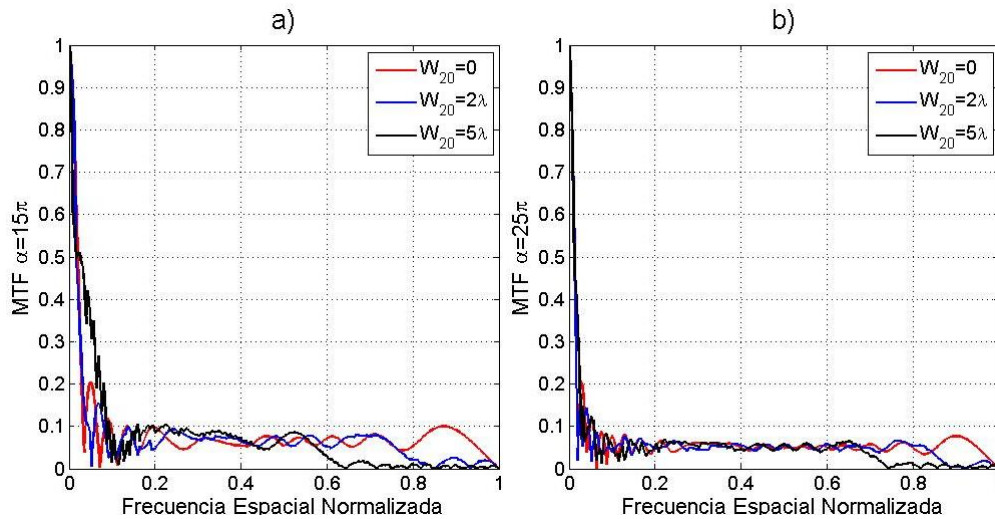 a)
MTF α=15π
1
0.9
0.8
0.7
0.6
0.5
0.4
0.3
0.2
0.1
0
W₂₀=0
W₂₀=2λ
W₂₀=5λ
0 0.2 0.4 0.6 0.8 1
Frecuencia Espacial Normalizada
b)
MTF α=25π
1
0.9
0.8
0.7
0.6
0.5
0.4
0.3
0.2
0.1
0
W₂₀=0
W₂₀=2λ
W₂₀=5λ
0 0.2 0.4 0.6 0.8
Frecuencia Espacial Normalizada